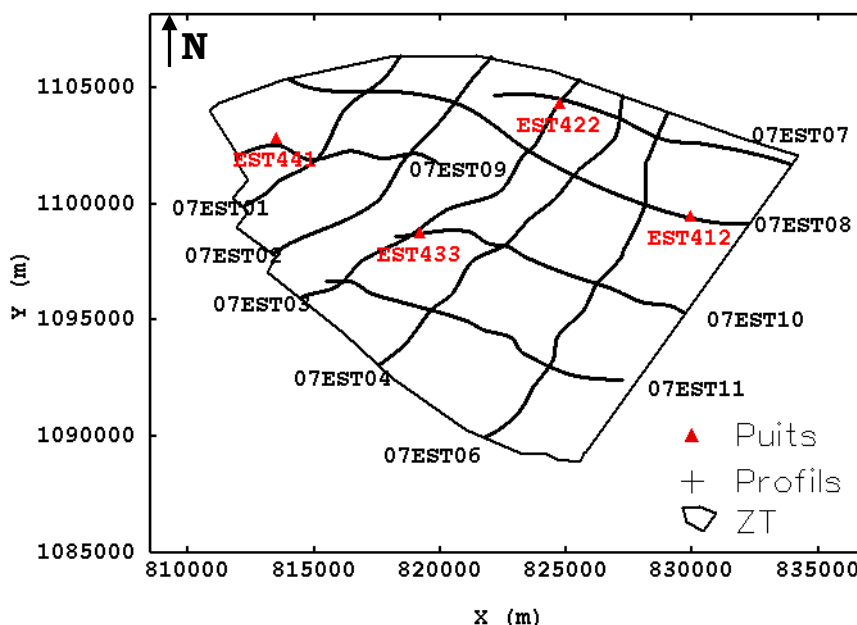 N
1105000
1100000
1095000
1090000
1085000
Y (m)
EST422
07EST07
EST441
07EST09
07EST01
EST412
07EST08
07EST02
EST433
07EST03
07EST10
07EST04
07EST11
07EST06
Puits
Profils
ZT
810000 815000 820000 825000 830000 835000
X (m)